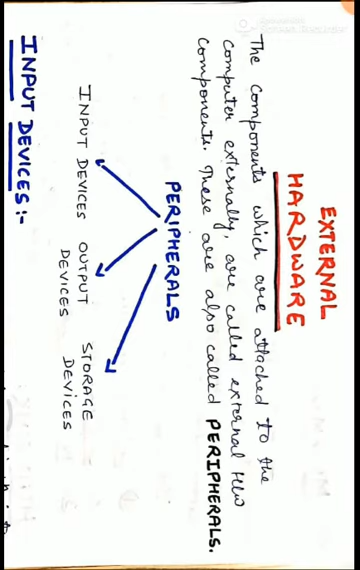 EXTERNAL
HARDWARE
The components which are attached to the
computer externally, are called external H/W
components. These are also called PERIPHERALS.
PERIPHERALS
INPUT DEVICES OUTPUT DEVICES STORAGE DEVICES
INPUT DEVICES :-